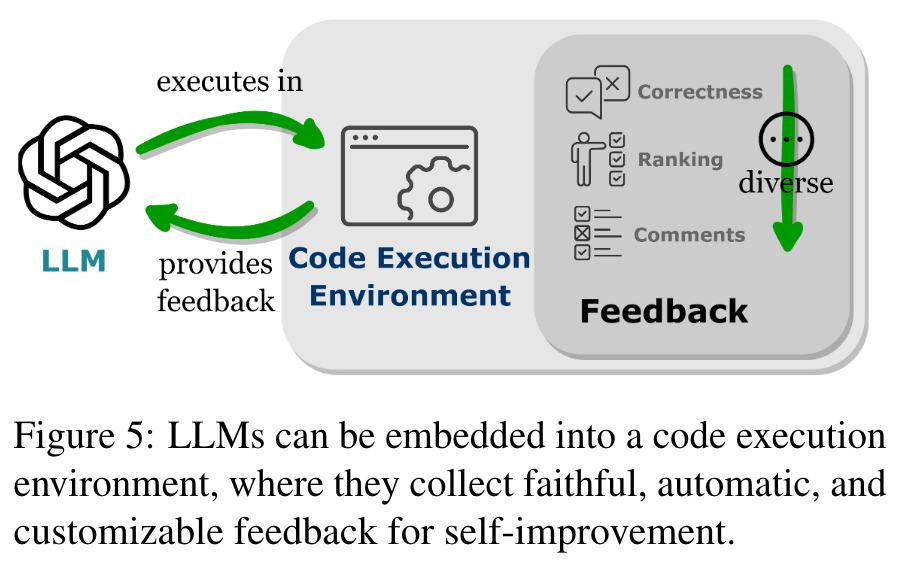 executes in
LLM
provides
feedback
Code Execution
Environment
Correctness
Ranking
diverse
Comments
Feedback
Figure 5: LLMs can be embedded into a code execution
environment, where they collect faithful, automatic, and
customizable feedback for self-improvement.